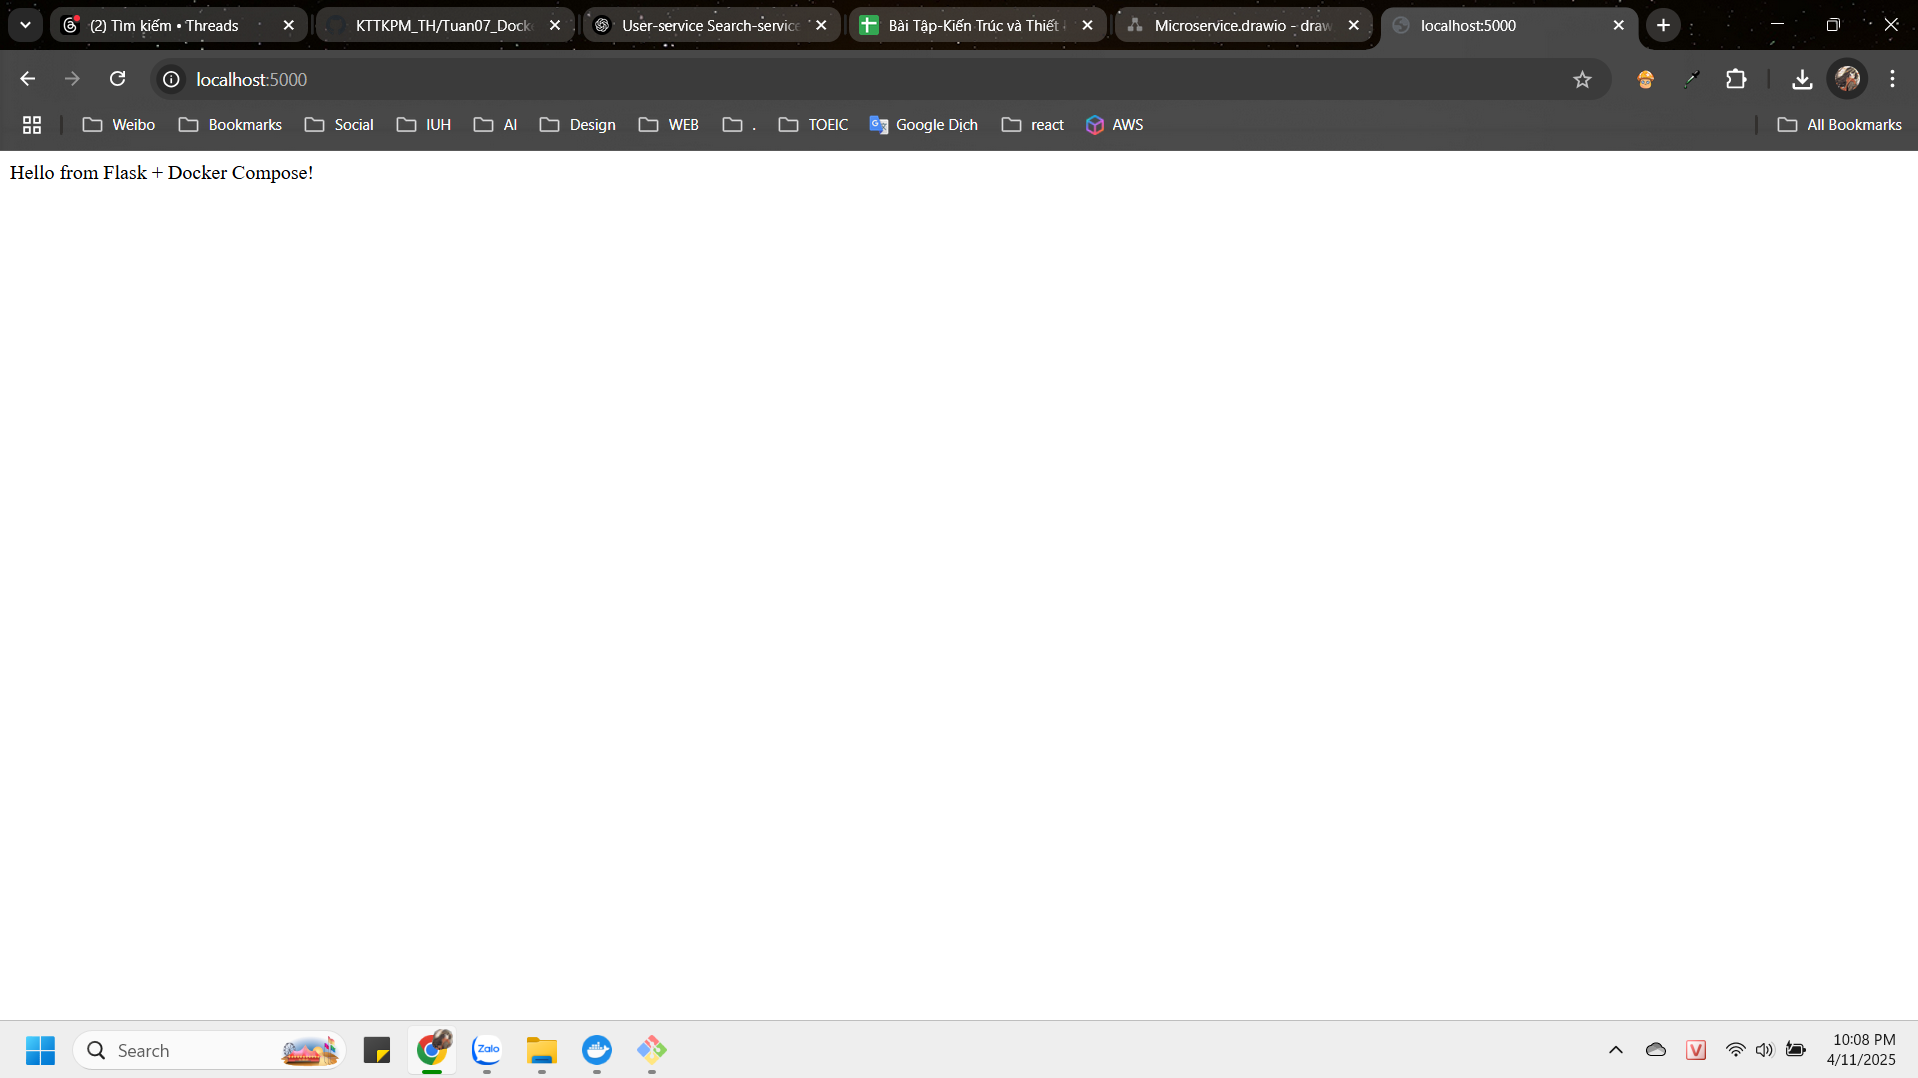 (2) Tìm kiếm • Threads
KTTKPM_TH/Tuan07_Dock
User-service Search-service
Bài Tập-Kiến Trúc và Thiết
Microservice.drawio - draw
localhost:5000
localhost:5000
Weibo
Bookmarks
Social
IUH
AI
Design
WEB
.
TOEIC
Google Dịch
react
AWS
All Bookmarks
Hello from Flask + Docker Compose!
Search
Zalo
V
10:08 PM
4/11/2025